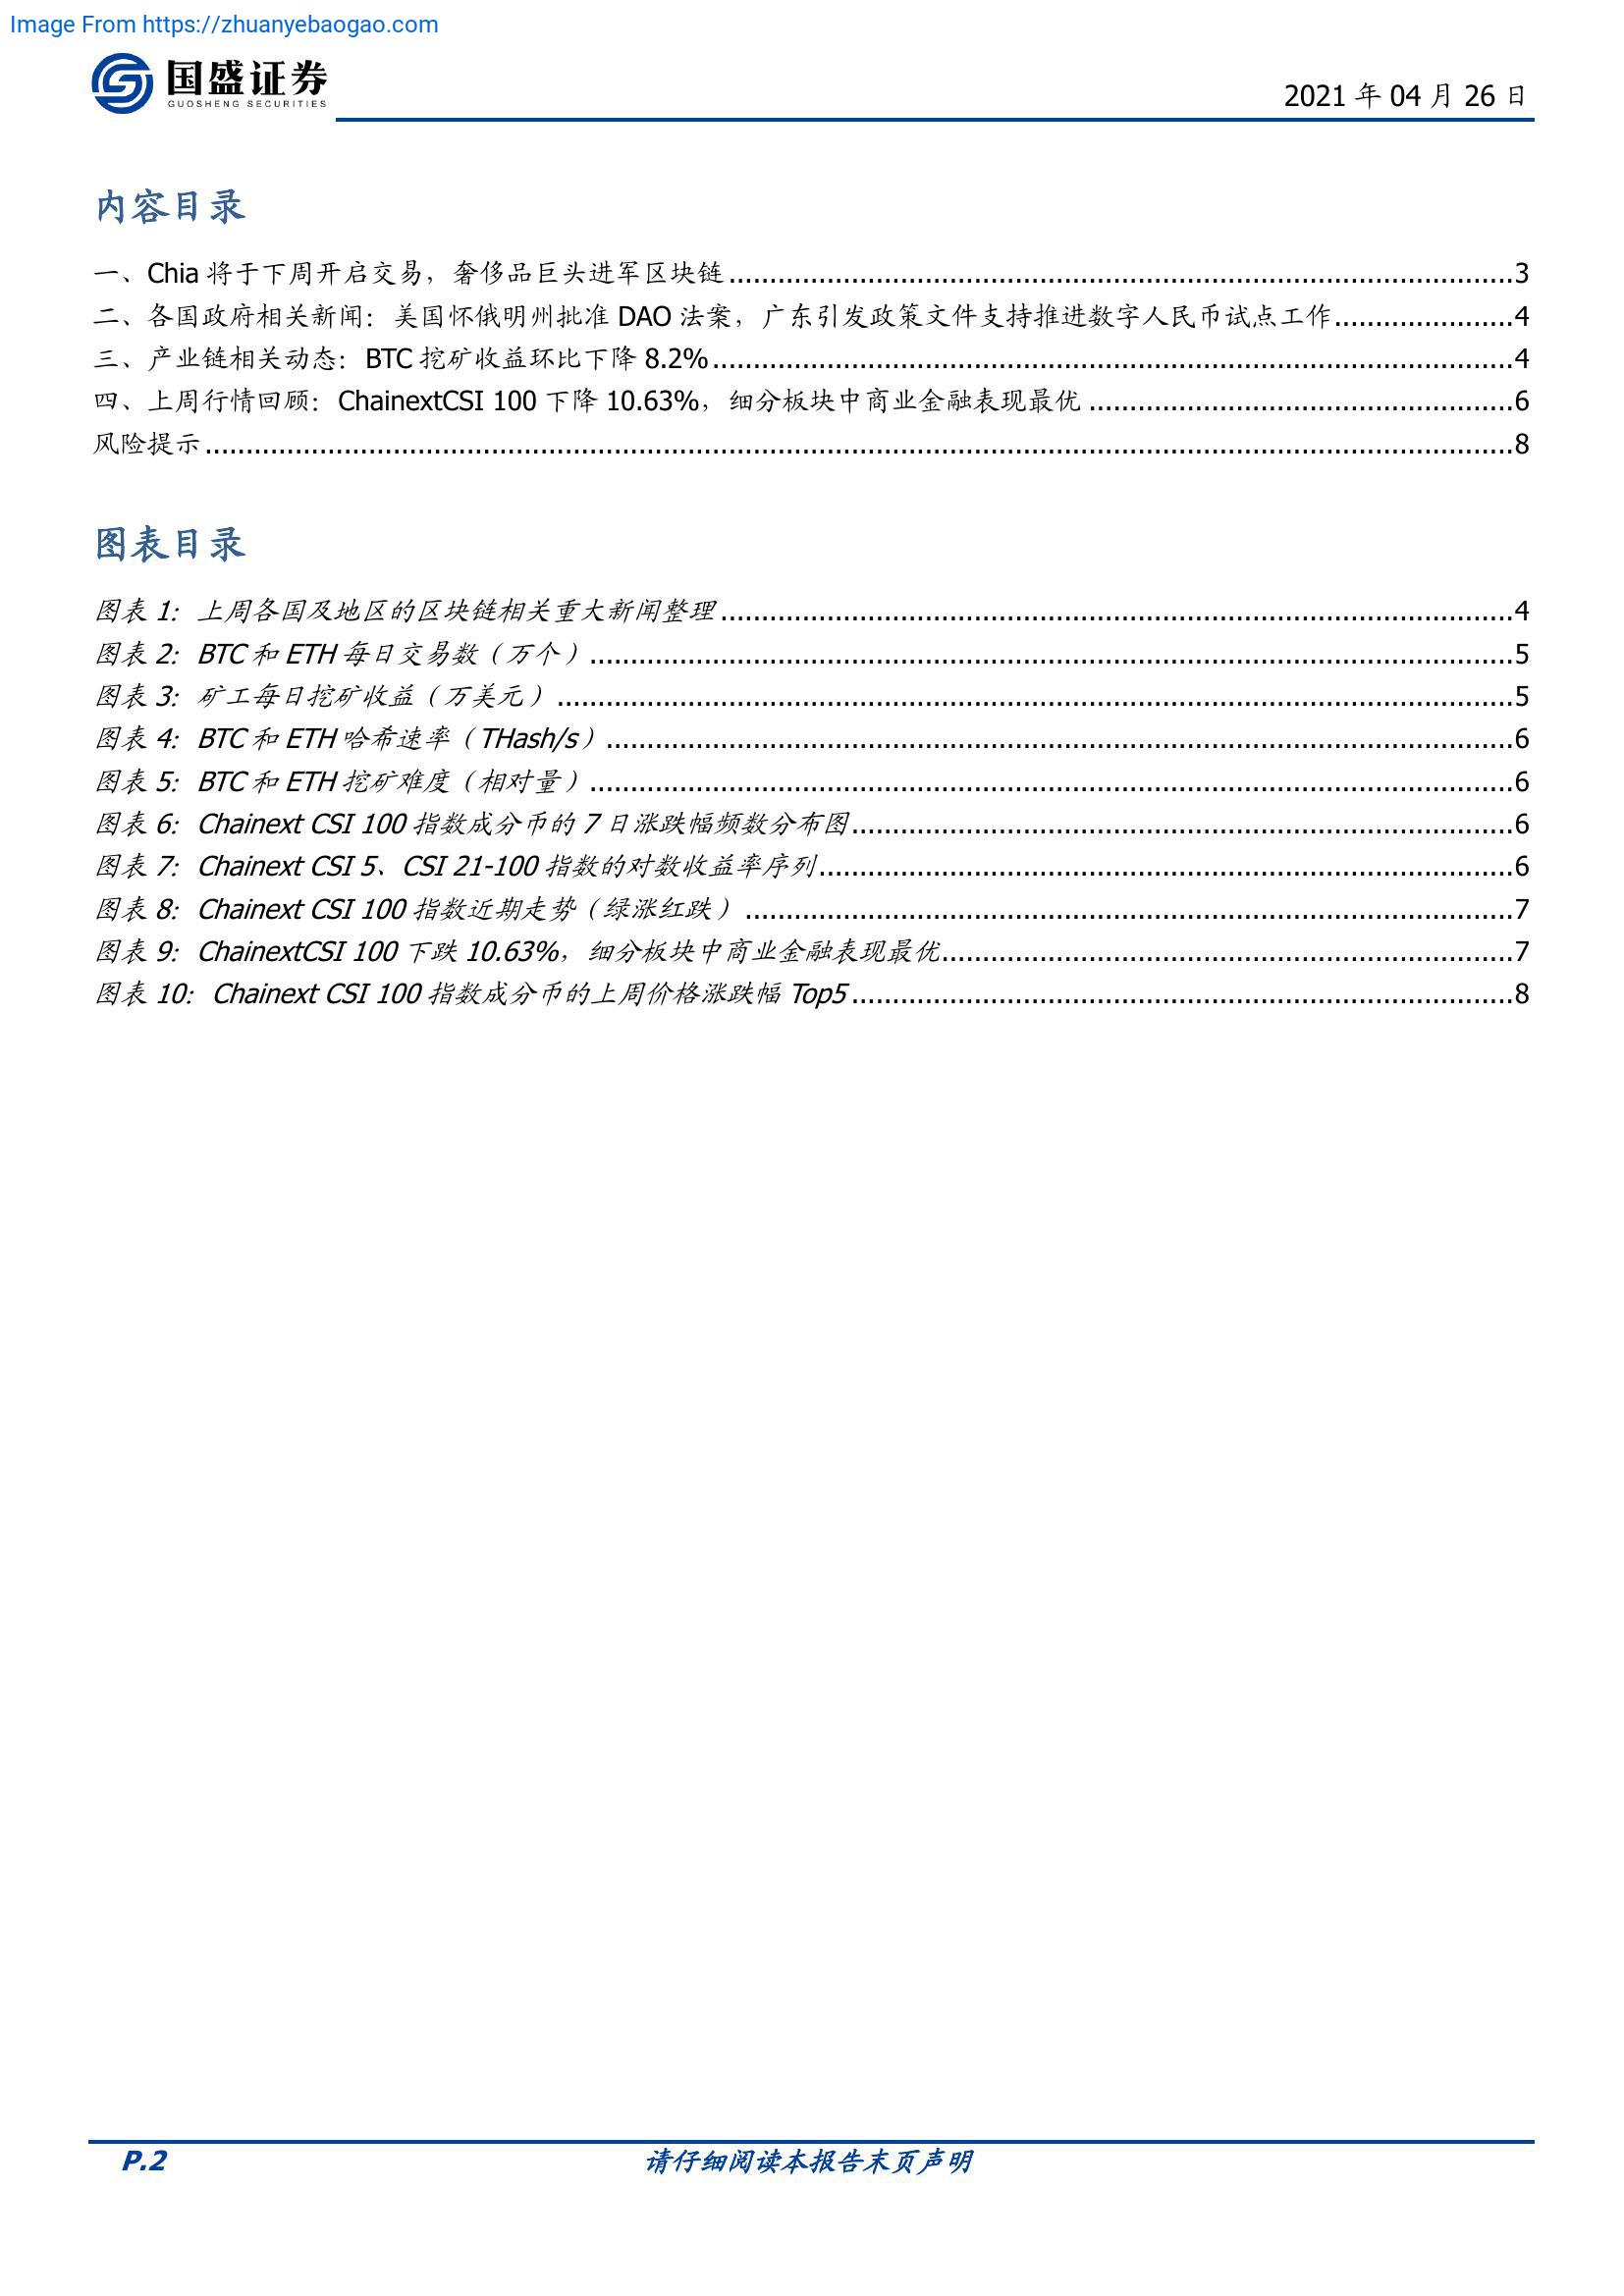 Image From https://zhuanyebaogao.com
国盛证券
GUOSHENG SECURITIES
2021 年 04 月 26 日
内容目录
一、Chia 将于下周开启交易，奢侈品巨头进军区块链....................3
二、各国政府相关新闻：美国怀俄明州批准 DAO 法案，广东引发政策文件支持推进数字人民币试点工作....................4
三、产业链相关动态：BTC 挖矿收益环比下降 8.2%....................4
四、上周行情回顾：ChainextCSI 100 下降 10.63%，细分板块中商业金融表现最优....................6
风险提示....................8
图表目录
图表 1：上周各国及地区的区块链相关重大新闻整理....................4
图表 2：BTC 和 ETH 每日交易数（万个）....................5
图表 3：矿工每日挖矿收益（万美元）....................5
图表 4：BTC 和 ETH 哈希速率（THash/s）....................6
图表 5：BTC 和 ETH 挖矿难度（相对量）....................6
图表 6：Chainext CSI 100 指数成分币的 7 日涨跌幅频数分布图....................6
图表 7：Chainext CSI 5、CSI 21-100 指数的对数收益率序列....................6
图表 8：Chainext CSI 100 指数近期走势（绿涨红跌）....................7
图表 9：ChainextCSI 100 下跌 10.63%，细分板块中商业金融表现最优....................7
图表 10：Chainext CSI 100 指数成分币的上周价格涨跌幅 Top5....................8
P.2
请仔细阅读本报告末页声明